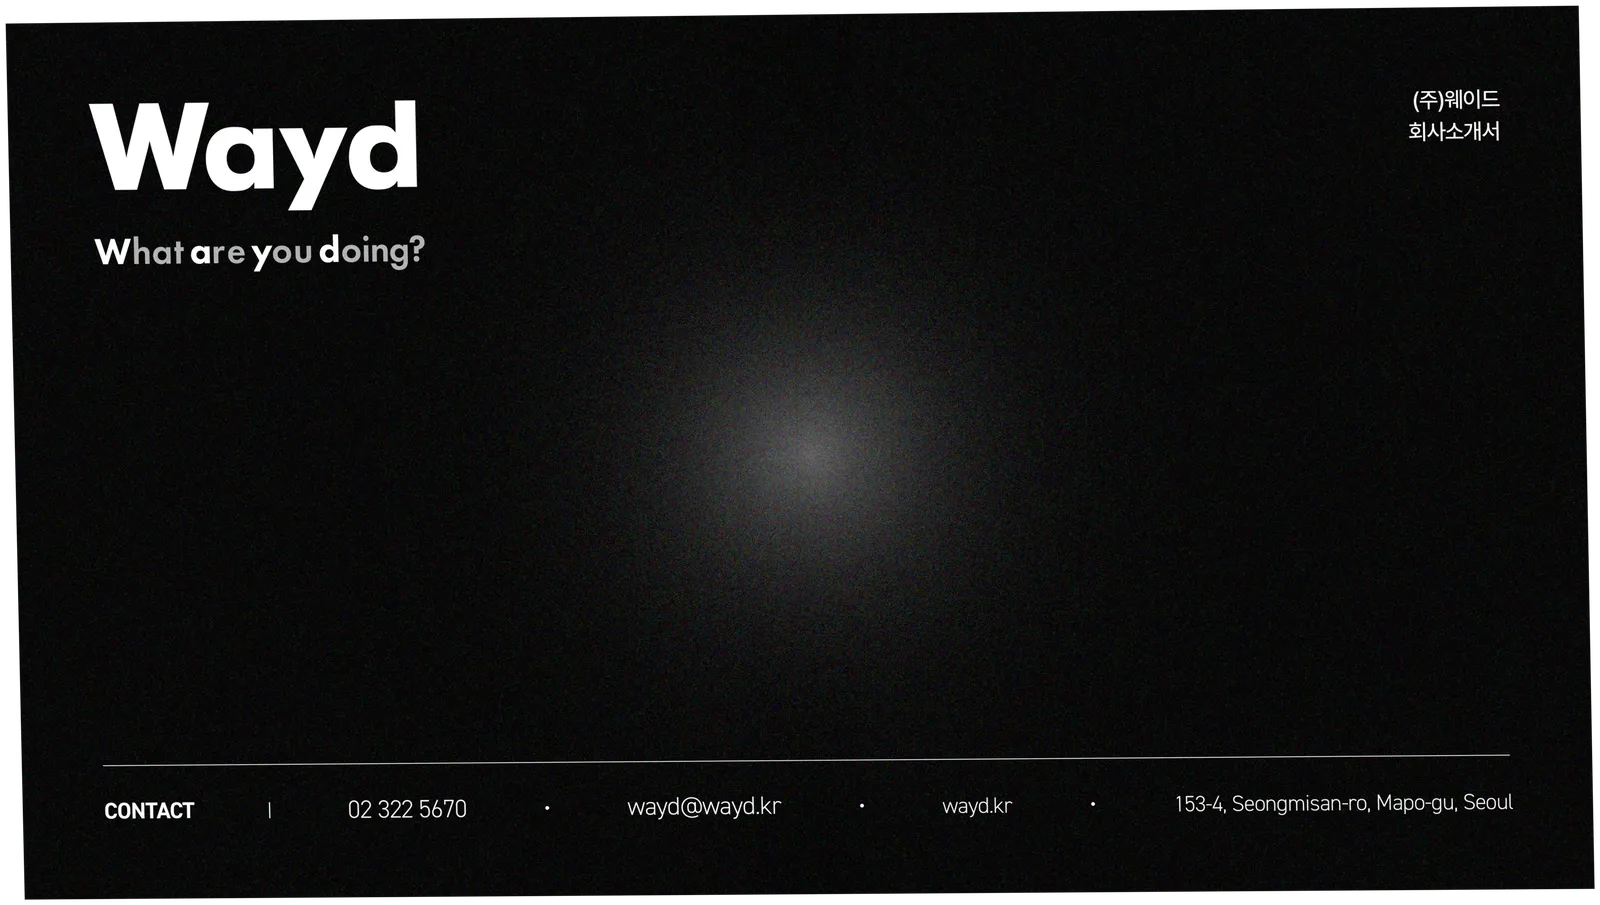 Wayd
What are you doing?
(주)웨이드
회사소개서
CONTACT | 02 322 5670 · wayd@wayd.kr · wayd.kr · 153-4, Seongmisan-ro, Mapo-gu, Seoul